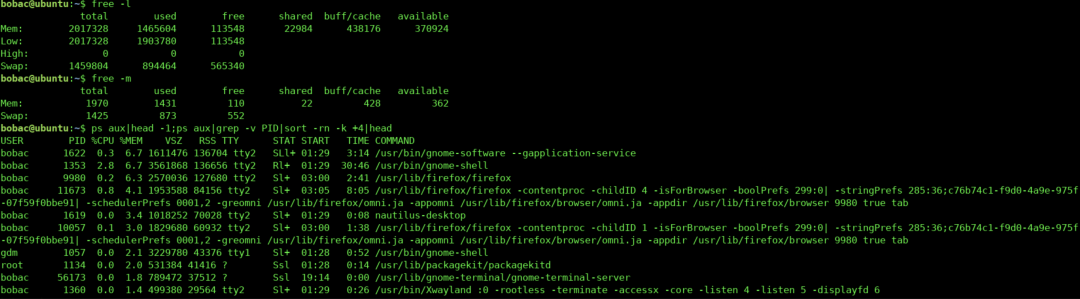 bobac@ubuntu:~$ free -l
              total        used        free      shared  buff/cache   available
Mem:        2017328     1465604      113548       22984      438176      370924
Low:        2017328     1903780      113548
High:             0           0           0
Swap:       1459804      894464      565340
bobac@ubuntu:~$ free -m
              total        used        free      shared  buff/cache   available
Mem:           1970        1431         110          22         428         362
Swap:          1425         873         552
bobac@ubuntu:~$ ps aux|head -1;ps aux|grep -v PID|sort -rn -k +4|head
USER        PID %CPU %MEM    VSZ   RSS TTY      STAT START   TIME COMMAND
bobac      1622  0.3  6.7 1611476 136704 tty2   SLl+ 01:29   3:14 /usr/bin/gnome-software --gapplication-service
bobac      1353  2.8  6.7 3561868 136656 tty2   Rl+  01:29  30:46 /usr/bin/gnome-shell
bobac      9980  0.2  6.3 2570036 127680 tty2   Sl+  03:00   2:41 /usr/lib/firefox/firefox
bobac     11673  0.8  4.1 1953588 84156 tty2    Sl+  03:05   8:05 /usr/lib/firefox/firefox -contentproc -childID 4 -isForBrowser -boolPrefs 299:0| -stringPrefs 285:36;c76b74c1-f9d0-4a9e-975f
-07f59f0bbe91| -schedulerPrefs 0001,2 -greomni /usr/lib/firefox/omni.ja -appomni /usr/lib/firefox/browser/omni.ja -appdir /usr/lib/firefox/browser 9980 true tab
bobac      1619  0.0  3.4 1018252 70028 tty2    Sl+  01:29   0:08 nautilus-desktop
bobac     10057  0.1  3.0 1829680 60932 tty2    Sl+  03:00   1:38 /usr/lib/firefox/firefox -contentproc -childID 1 -isForBrowser -boolPrefs 299:0| -stringPrefs 285:36;c76b74c1-f9d0-4a9e-975f
-07f59f0bbe91| -schedulerPrefs 0001,2 -greomni /usr/lib/firefox/omni.ja -appomni /usr/lib/firefox/browser/omni.ja -appdir /usr/lib/firefox/browser 9980 true tab
gdm        1057  0.0  2.1 3229780 43376 tty1    Sl+  01:28   0:52 /usr/bin/gnome-shell
root       1134  0.0  2.0 531384 41416 ?        Ssl  01:28   0:14 /usr/lib/packagekit/packagekitd
bobac     56173  0.0  1.8 789472 37512 ?        Ssl  19:14   0:00 /usr/lib/gnome-terminal/gnome-terminal-server
bobac      1360  0.0  1.4 499380 29564 tty2     Sl+  01:29   0:26 /usr/bin/Xwayland :0 -rootless -terminate -accessx -core -listen 4 -listen 5 -displayfd 6